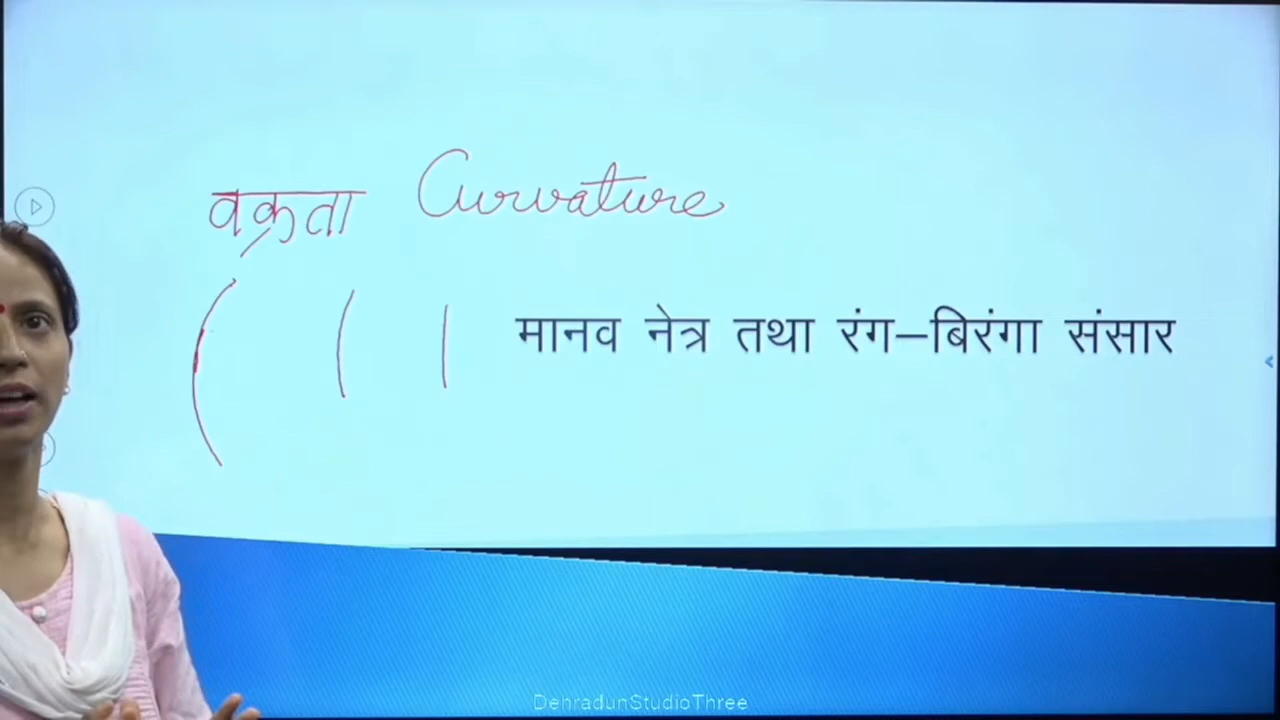 वक्रता Curvature
मानव नेत्र तथा रंग–बिरंगा संसार
DehradunStudioThree